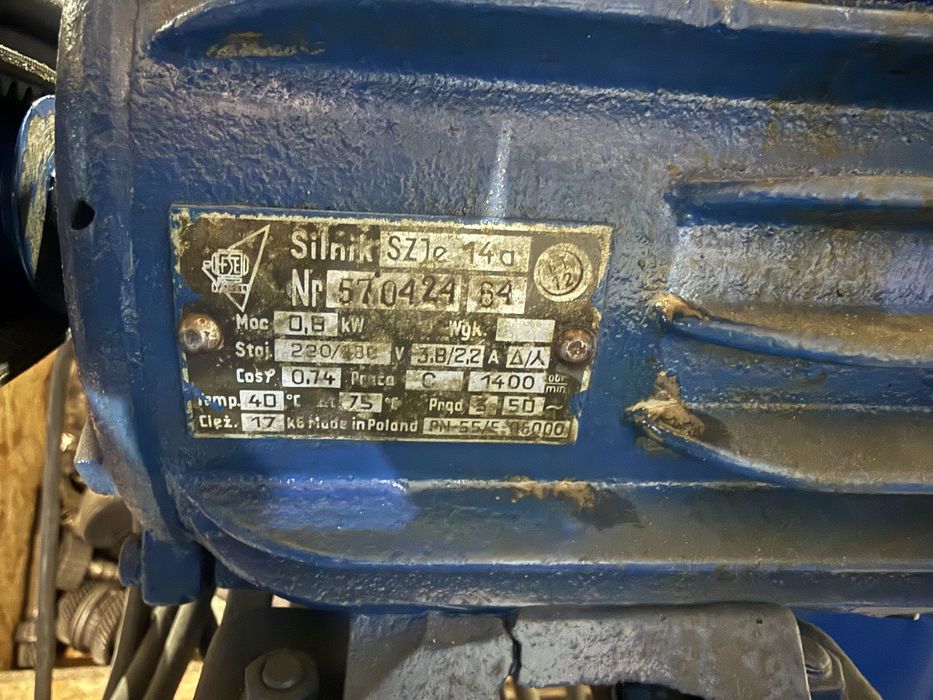 Silnik SZJe 14a
Nr 570424 64
Moc 0,8 kW Wyk.
Stoj. 220/380 V 3,8/2,2 A Δ/⅄
Cosφ 0,74 Praca C 1400 obr/min
Temp. 40 °C 75 °C Prąd 3 50 ~
Cięż. 17 kG Made in Poland PN-55/E-06000